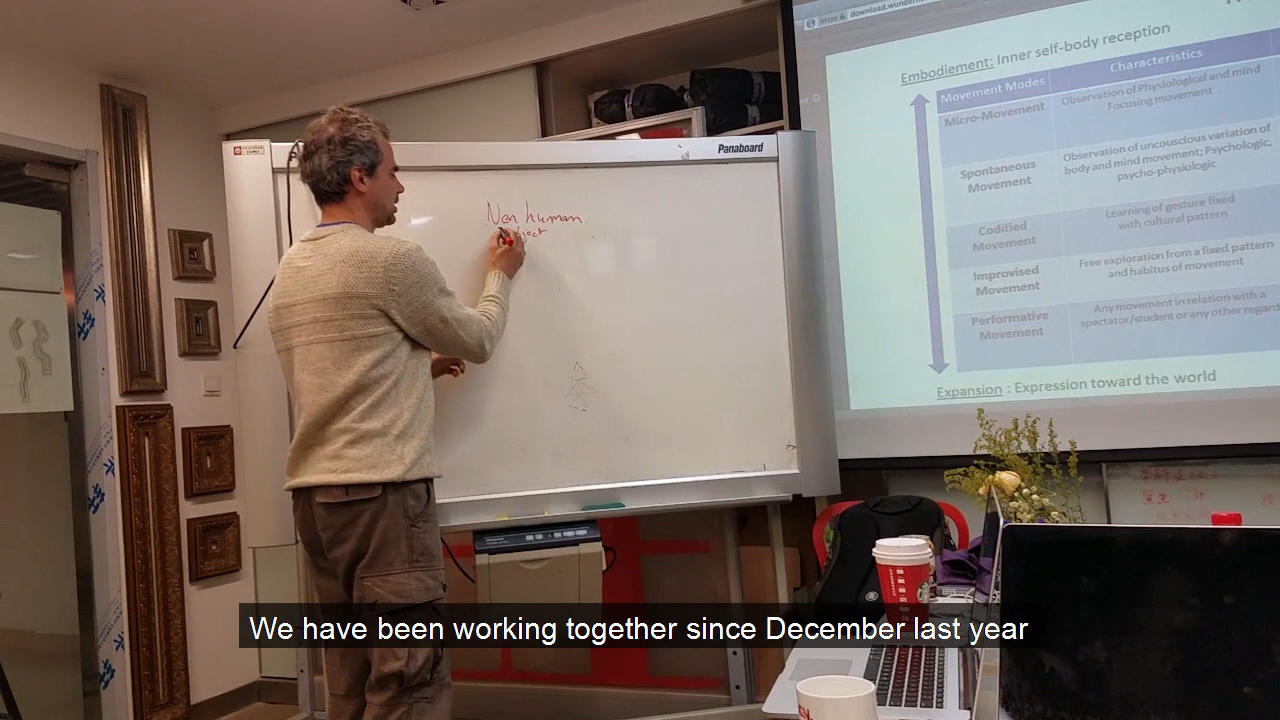 https download.wunderli
Embodiement: Inner self-body reception
Movement Modes Characteristics
Micro-Movement Observation of Physiological and mind
Focusing movement
Spontaneous Movement Observation of uncouscious variation of
body and mind movement; Psychologic,
psycho-physiologic
Codified Movement Learning of gesture fixed
with cultural pattern
Improvised Movement Free exploration from a fixed pattern
and habitus of movement
Performative Movement Any movement in relation with a
spectator/student or any other regard
Expansion : Expression toward the world
Panaboard
Non human
We have been working together since December last year